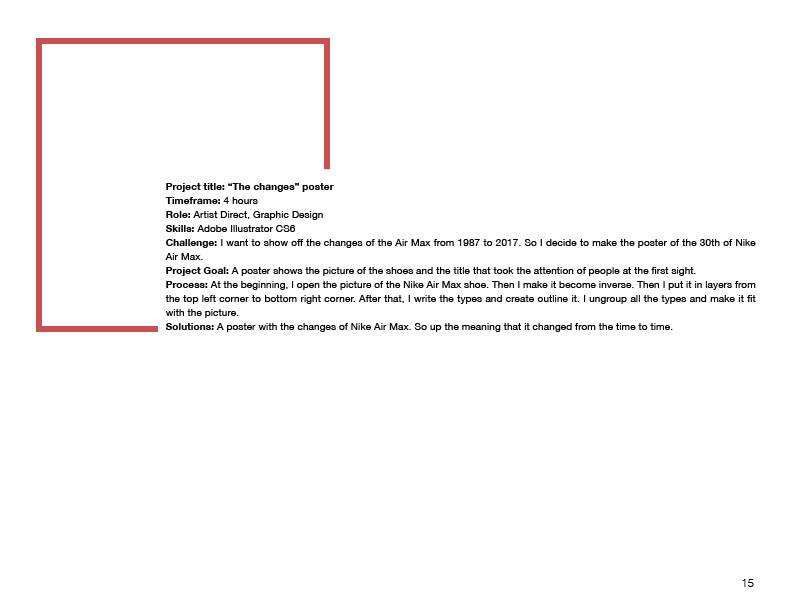 Project title: “The changes” poster
Timeframe: 4 hours
Role: Artist Direct, Graphic Design
Skills: Adobe Illustrator CS6
Challenge: I want to show off the changes of the Air Max from 1987 to 2017. So I decide to make the poster of the 30th of Nike
Air Max.
Project Goal: A poster shows the picture of the shoes and the title that took the attention of people at the first sight.
Process: At the beginning, I open the picture of the Nike Air Max shoe. Then I make it become inverse. Then I put it in layers from
the top left corner to bottom right corner. After that, I write the types and create outline it. I ungroup all the types and make it fit
with the picture.
Solutions: A poster with the changes of Nike Air Max. So up the meaning that it changed from the time to time.
15